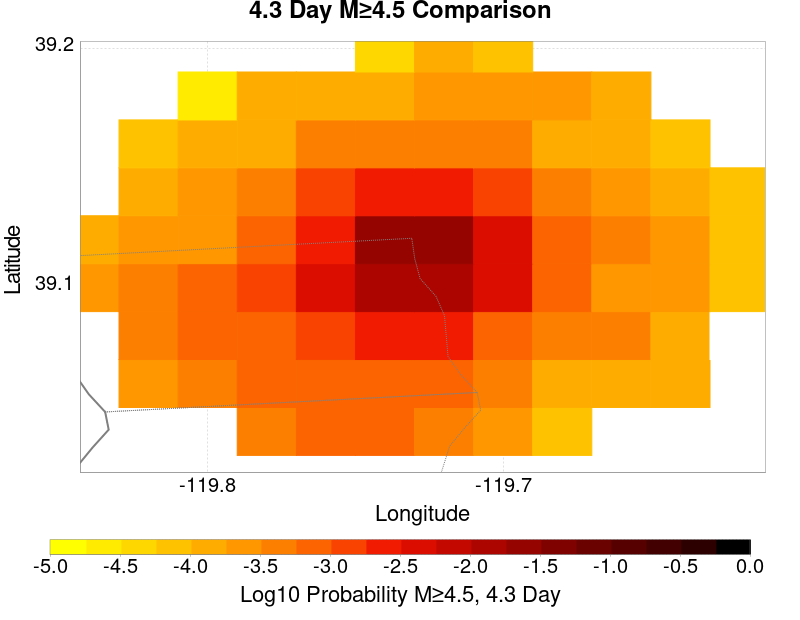 4.3 Day M≥4.5 Comparison
39.2
39.1
Latitude
-119.8 -119.7
Longitude
-5.0 -4.5 -4.0 -3.5 -3.0 -2.5 -2.0 -1.5 -1.0 -0.5 0.0
Log10 Probability M≥4.5, 4.3 Day